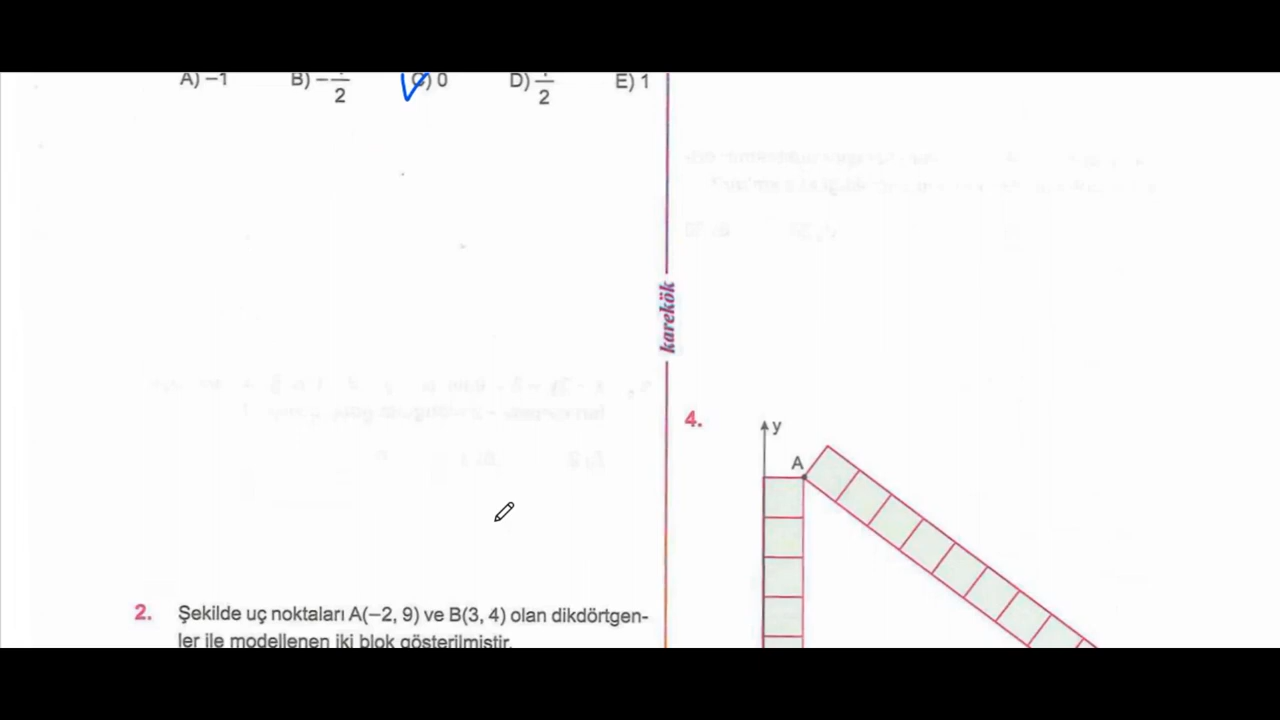 A) –1 B) –1/2 C) 0 D) 1/2 E) 1
2. Şekilde uç noktaları A(–2, 9) ve B(3, 4) olan dikdörtgen-
ler ile modellenen iki blok gösterilmiştir.
karekök
4.
y
A